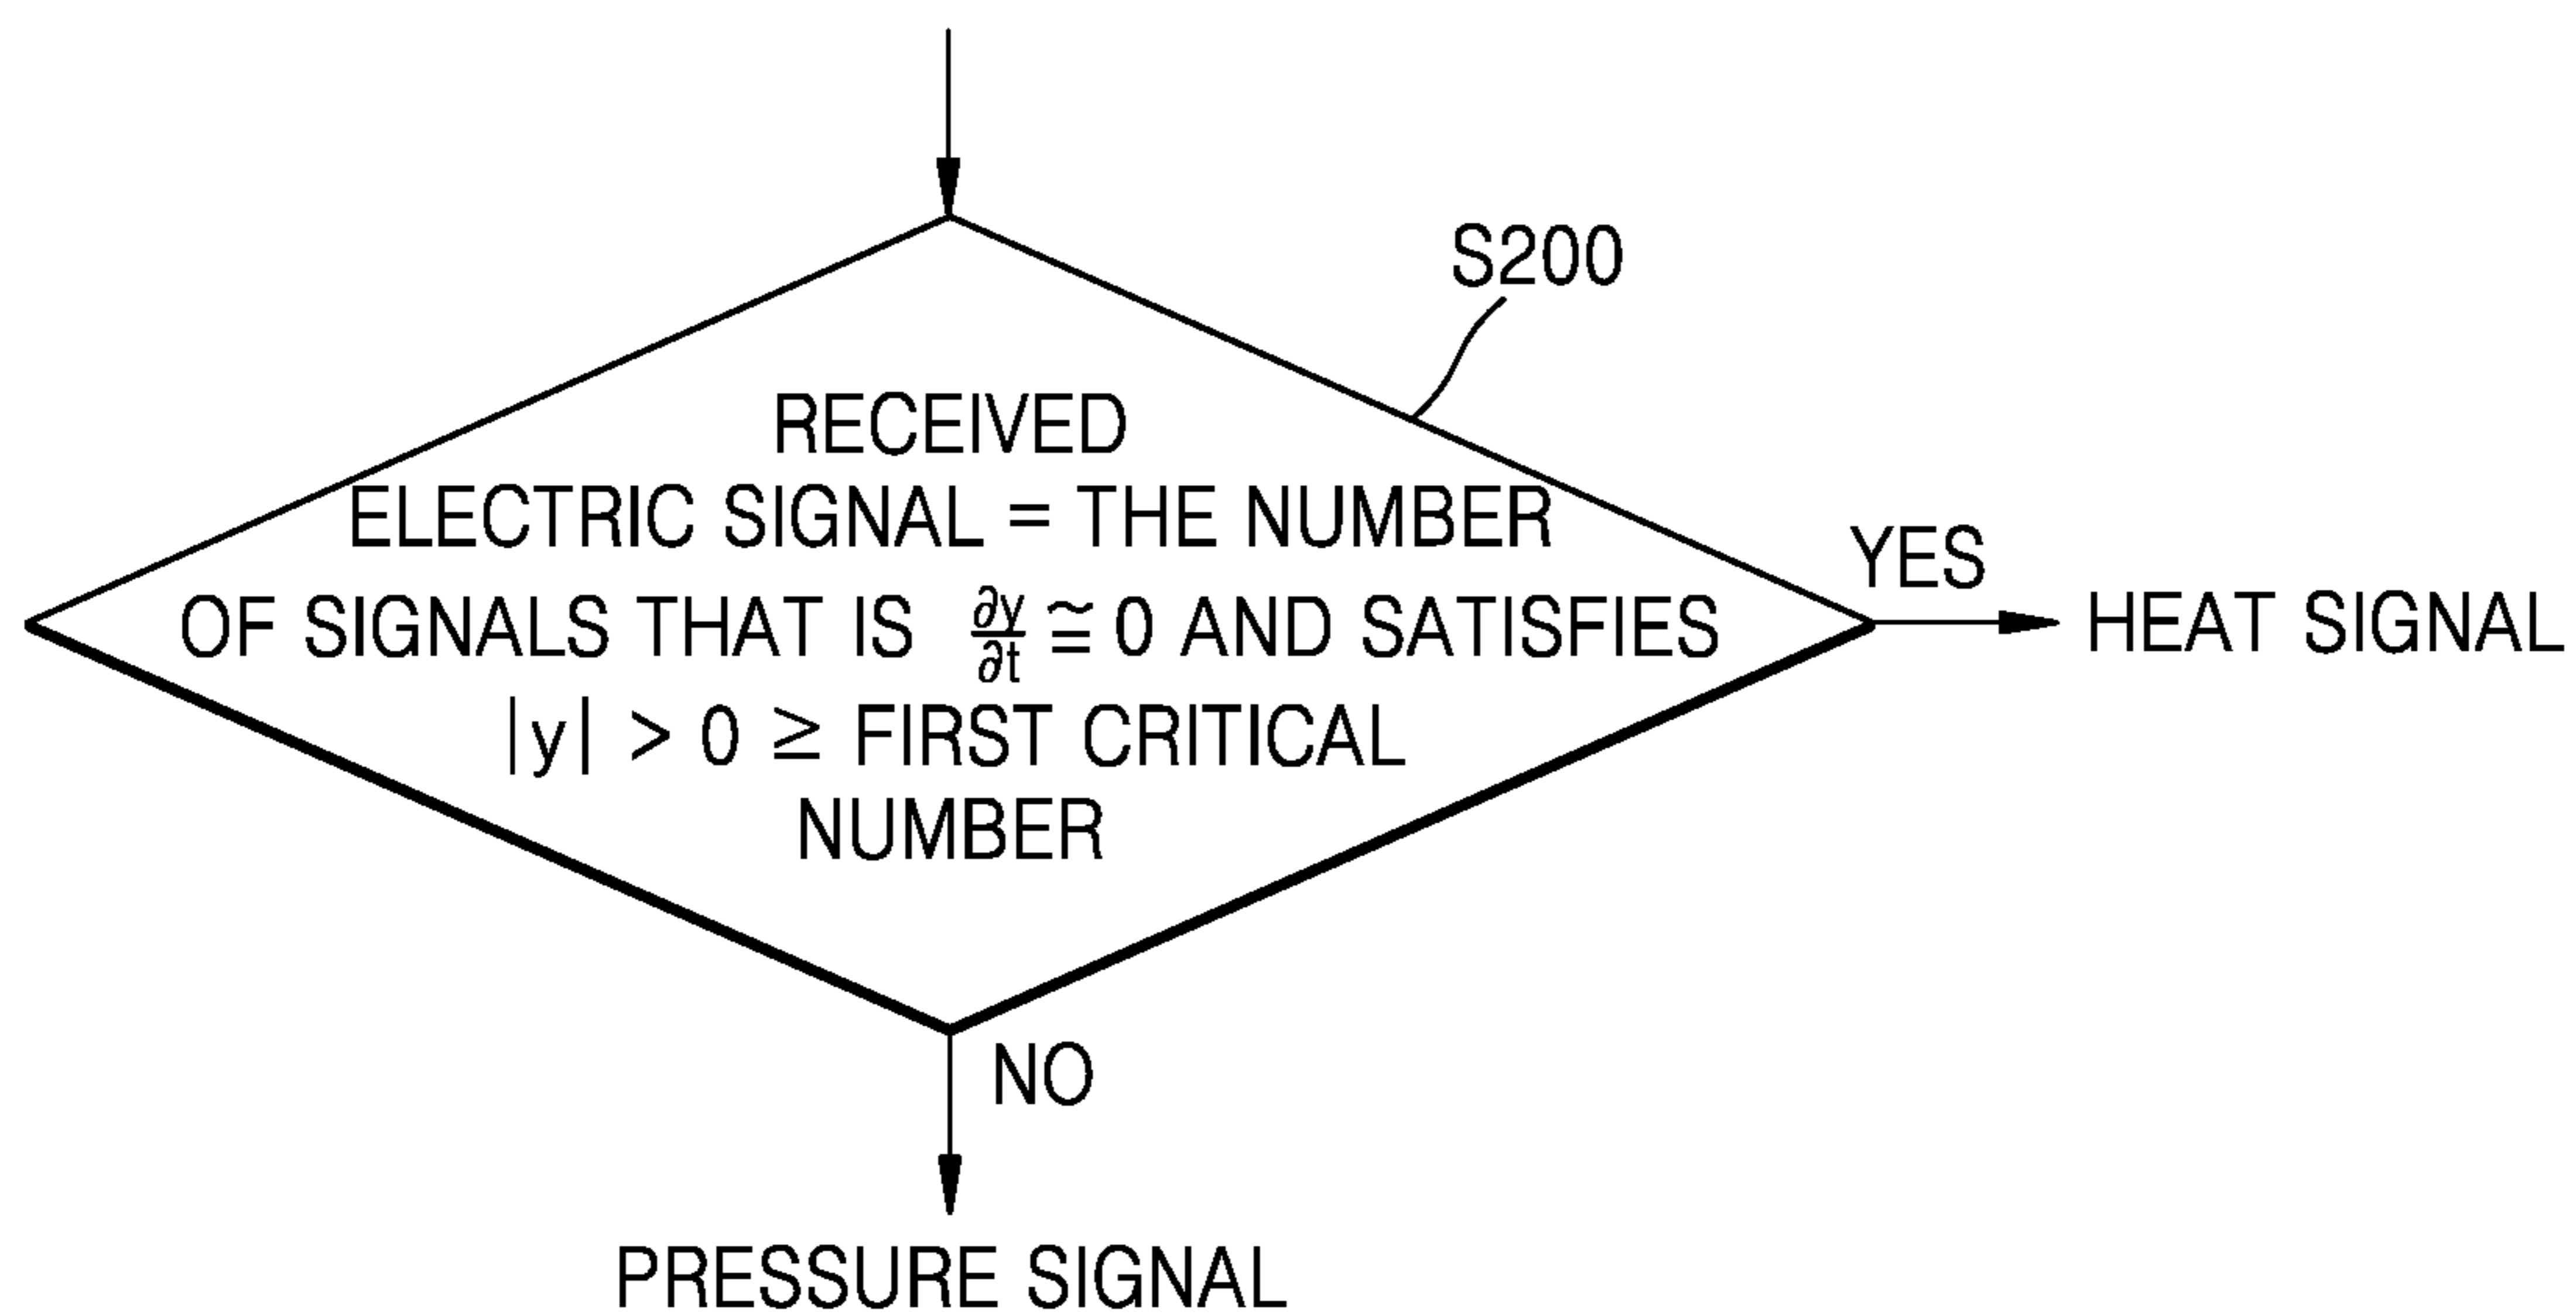 S200
RECEIVED
ELECTRIC SIGNAL = THE NUMBER
OF SIGNALS THAT IS ∂y/∂t ≅ 0 AND SATISFIES
|y| > 0 ≥ FIRST CRITICAL
NUMBER
YES
HEAT SIGNAL
NO
PRESSURE SIGNAL